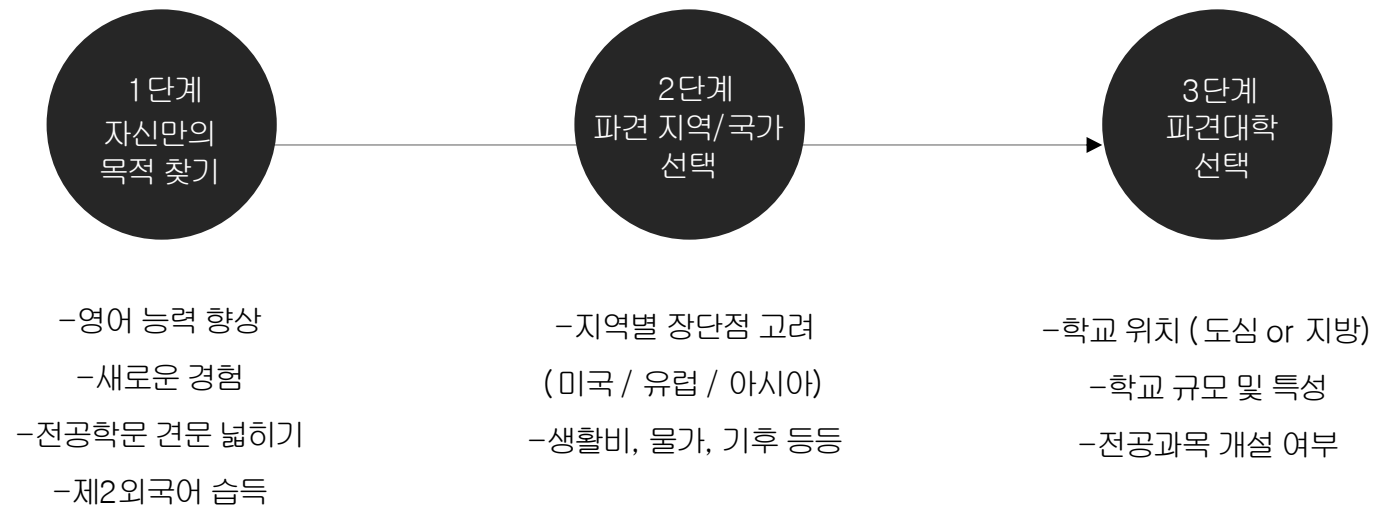 1단계
자신만의
목적 찾기
2단계
파견 지역/국가
선택
3단계
파견대학
선택
-영어 능력 향상
-새로운 경험
-전공학문 견문 넓히기
-제2외국어 습득
-지역별 장단점 고려
(미국 / 유럽 / 아시아)
-생활비, 물가, 기후 등등
-학교 위치 (도심 or 지방)
-학교 규모 및 특성
-전공과목 개설 여부